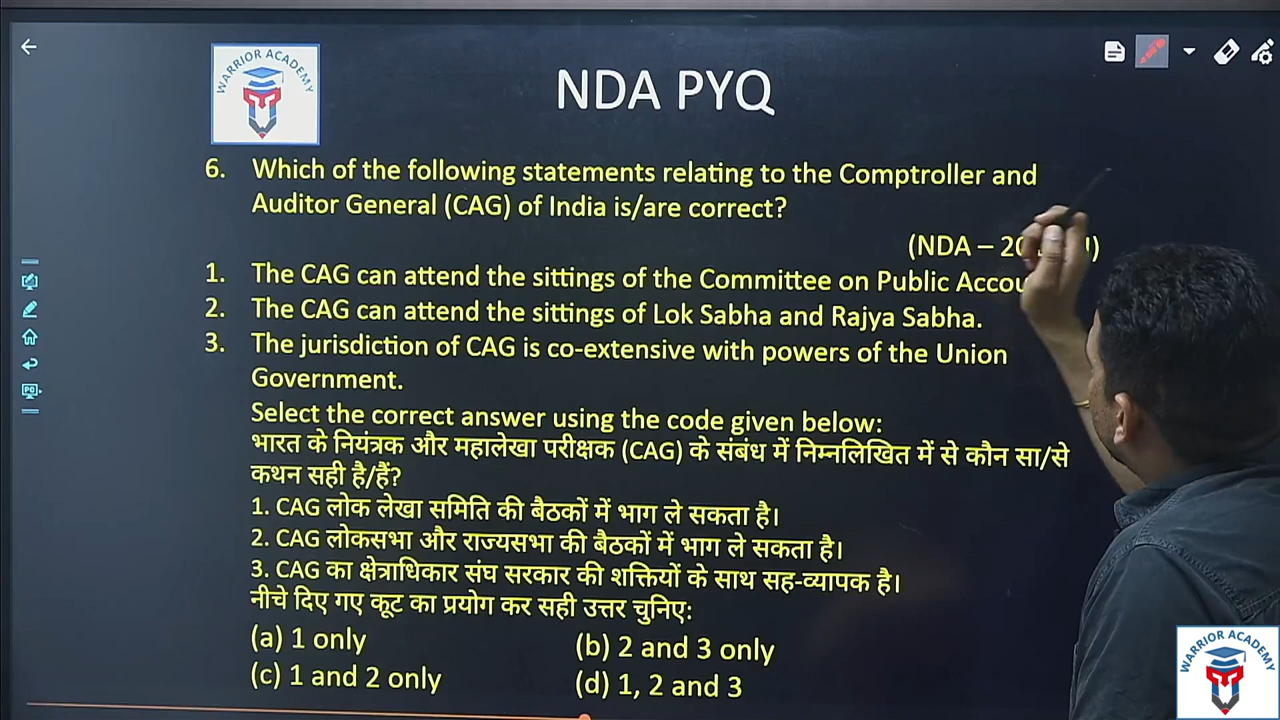 WARRIOR ACADEMY
NDA PYQ
6. Which of the following statements relating to the Comptroller and
Auditor General (CAG) of India is/are correct?
(NDA –
1. The CAG can attend the sittings of the Committee on Public
2. The CAG can attend the sittings of Lok Sabha and Rajya Sabha.
3. The jurisdiction of CAG is co-extensive with powers of the Union
Government.
Select the correct answer using the code given below:
भारत के नियंत्रक और महालेखा परीक्षक (CAG) के संबंध में निम्नलिखित में से कौन सा/से
कथन सही है/हैं?
1. CAG लोक लेखा समिति की बैठकों में भाग ले सकता है।
2. CAG लोकसभा और राज्यसभा की बैठकों में भाग ले सकता है।
3. CAG का क्षेत्राधिकार संघ सरकार की शक्तियों के साथ सह-व्यापक है।
नीचे दिए गए कूट का प्रयोग कर सही उत्तर चुनिए:
(a) 1 only (b) 2 and 3 only
(c) 1 and 2 only (d) 1, 2 and 3
WARRIOR ACADEMY